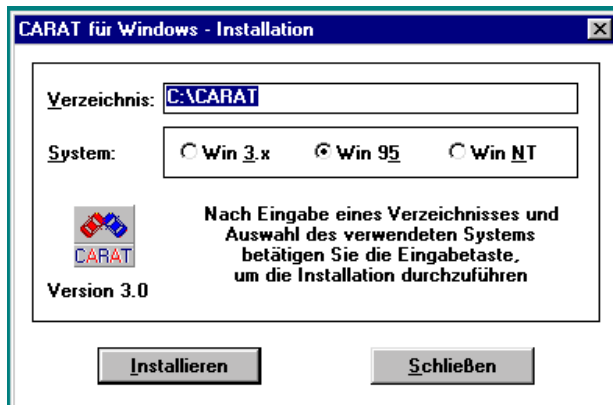 CARAT für Windows - Installation
Verzeichnis: C:\CARAT
System: Win 3.x Win 95 Win NT
Nach Eingabe eines Verzeichnisses und
Auswahl des verwendeten Systems
betätigen Sie die Eingabetaste,
um die Installation durchzuführen
CARAT
Version 3.0
Installieren Schließen